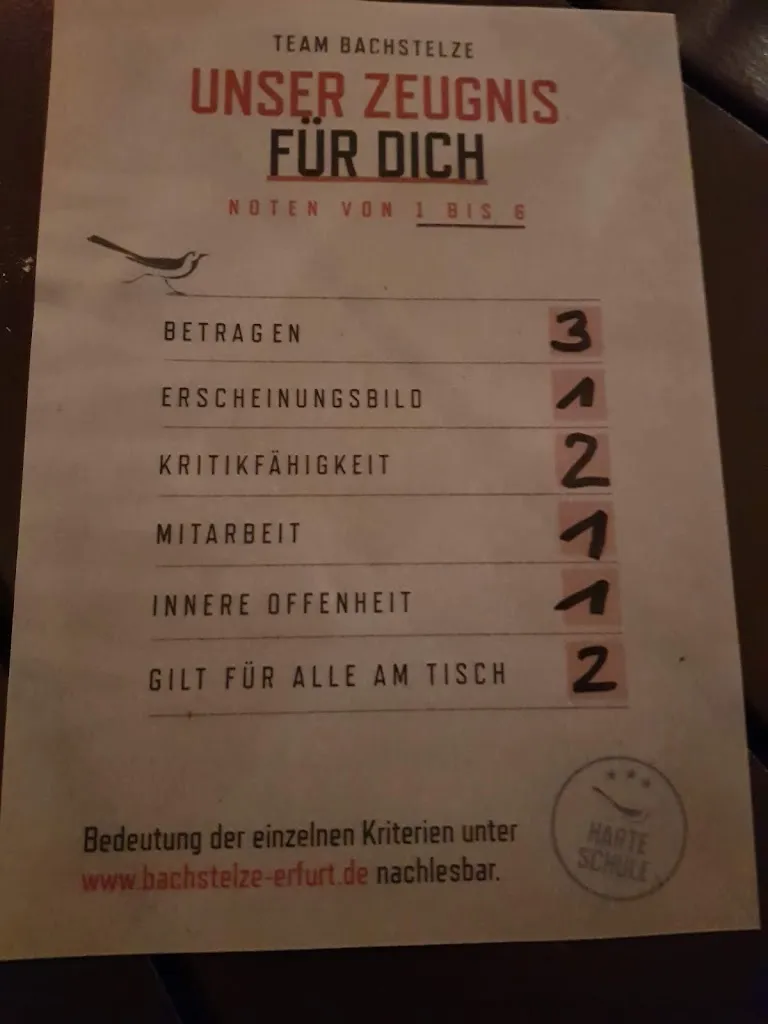 TEAM BACHSTELZE
UNSER ZEUGNIS
FÜR DICH
NOTEN VON 1 BIS 6
BETRAGEN 3
ERSCHEINUNGSBILD 1
KRITIKFÄHIGKEIT 2
MITARBEIT 1
INNERE OFFENHEIT 1
GILT FÜR ALLE AM TISCH 2
Bedeutung der einzelnen Kriterien unter
www.bachstelze-erfurt.de nachlesbar.
HARTE
SCHULE